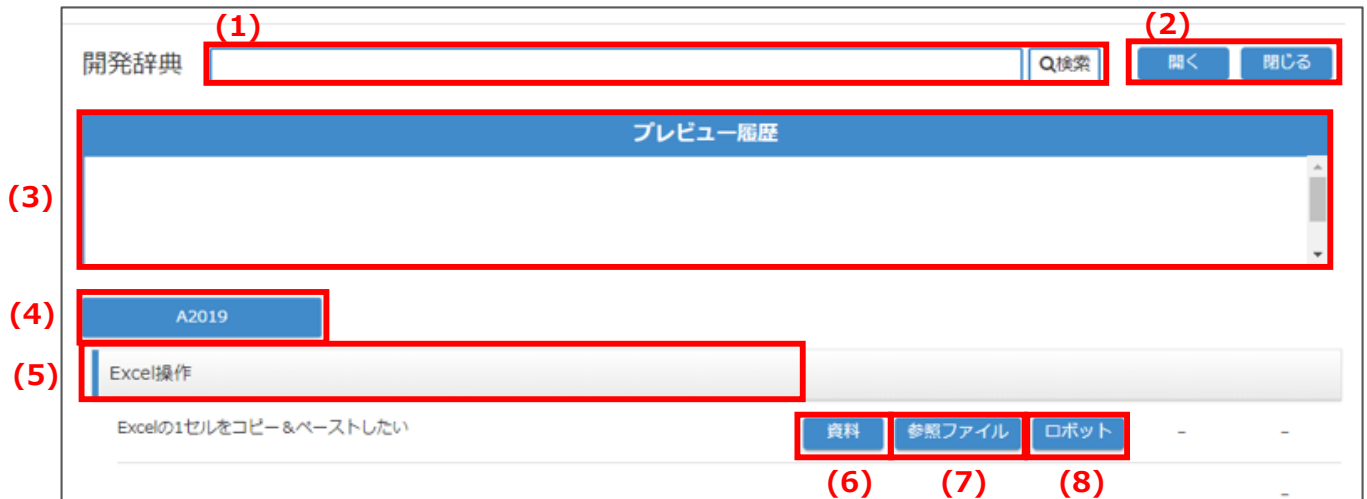 (1)
(2)
開発辞典 検索 開く 閉じる
プレビュー履歴
(3)
(4) A2019
(5) Excel操作
Excelの1セルをコピー&ペーストしたい 資料 参照ファイル ロボット - -
(6) (7) (8)
-